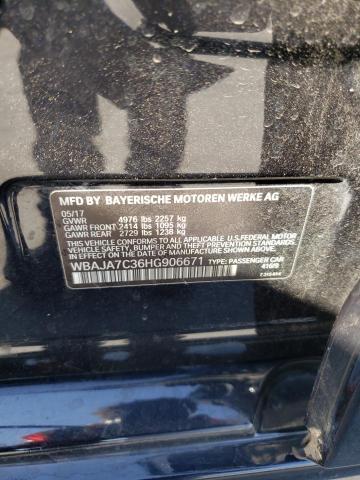 MFD BY BAYERISCHE MOTOREN WERKE AG
05/17
GVWR 4976 lbs 2257 kg
GAWR FRONT 2414 lbs 1095 kg
GAWR REAR 2729 lbs 1238 kg
THIS VEHICLE CONFORMS TO ALL APPLICABLE U.S. FEDERAL MOTOR
VEHICLE SAFETY, BUMPER AND THEFT PREVENTION STANDARDS
IN EFFECT ON THE DATE OF MANUFACTURE SHOWN ABOVE.
WBAJA7C36HG906671 TYPE: PASSENGER CAR